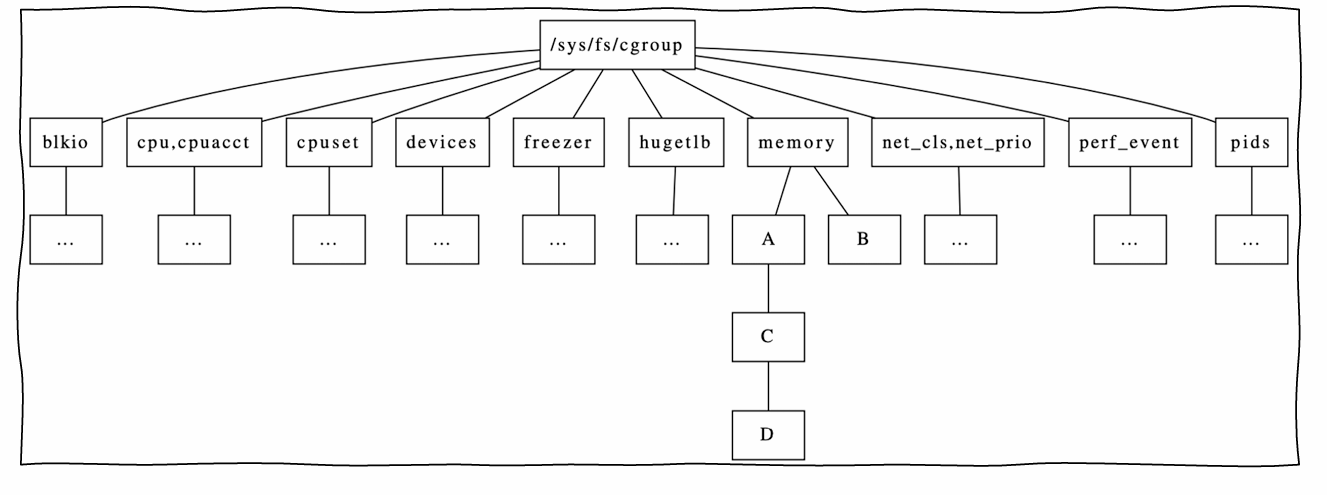 /sys/fs/cgroup
blkio cpu,cpuacct cpuset devices freezer hugetlb memory net_cls,net_prio perf_event pids
... ... ... ... ... ... A B ... ... ...
C
D